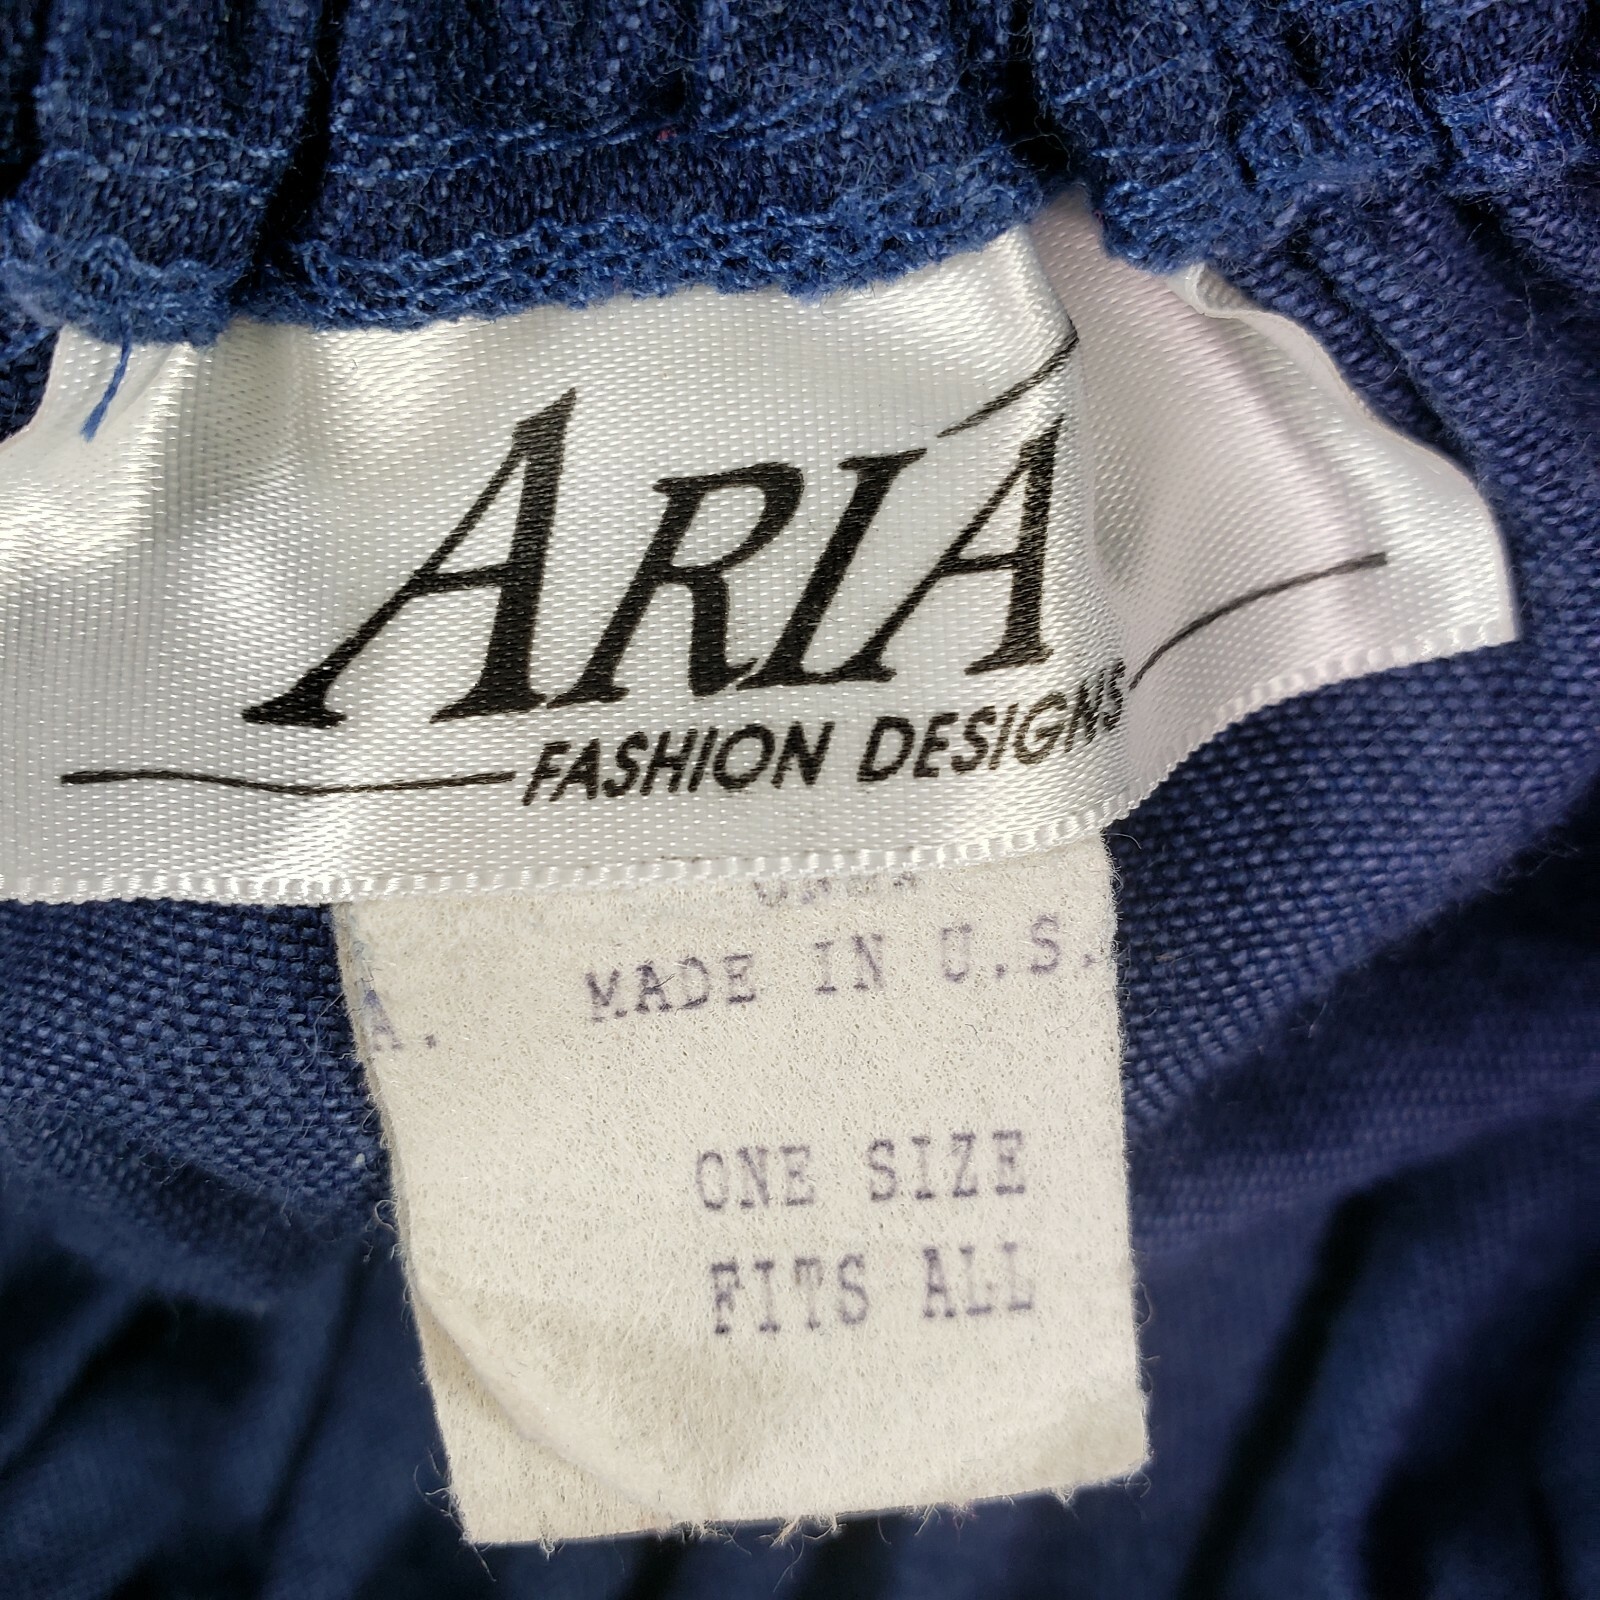 ARIA
FASHION DESIGNS
MADE IN U.S.
A.
ONE SIZE
FITS ALL